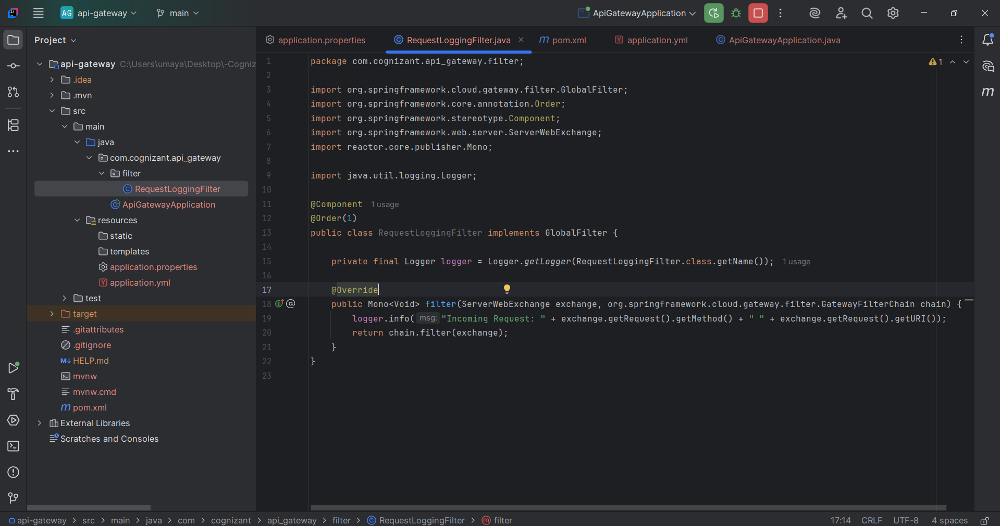 AG api-gateway main ApiGatewayApplication
Project
application.properties RequestLoggingFilter.java pom.xml application.yml ApiGatewayApplication.java
api-gateway C:\Users\umaya\Desktop\-Cogniz
.idea
.mvn
src
main
java
com.cognizant.api_gateway
filter
RequestLoggingFilter
ApiGatewayApplication
resources
static
templates
application.properties
application.yml
test
target
.gitattributes
.gitignore
HELP.md
mvnw
mvnw.cmd
pom.xml
External Libraries
Scratches and Consoles
1 package com.cognizant.api_gateway.filter; 1
2
3 import org.springframework.cloud.gateway.filter.GlobalFilter;
4 import org.springframework.core.annotation.Order;
5 import org.springframework.stereotype.Component;
6 import org.springframework.web.server.ServerWebExchange;
7 import reactor.core.publisher.Mono;
8
9 import java.util.logging.Logger;
10
11 @Component 1 usage
12 @Order(1)
13 public class RequestLoggingFilter implements GlobalFilter {
14
15 private final Logger logger = Logger.getLogger(RequestLoggingFilter.class.getName()); 1 usage
16
17 @Override
18 public Mono<Void> filter(ServerWebExchange exchange, org.springframework.cloud.gateway.filter.GatewayFilterChain chain) {
19 logger.info( msg: "Incoming Request: " + exchange.getRequest().getMethod() + " " + exchange.getRequest().getURI());
20 return chain.filter(exchange);
21 }
22 }
23
api-gateway > src > main > java > com > cognizant > api_gateway > filter > RequestLoggingFilter > filter 17:14 CRLF UTF-8 4 spaces